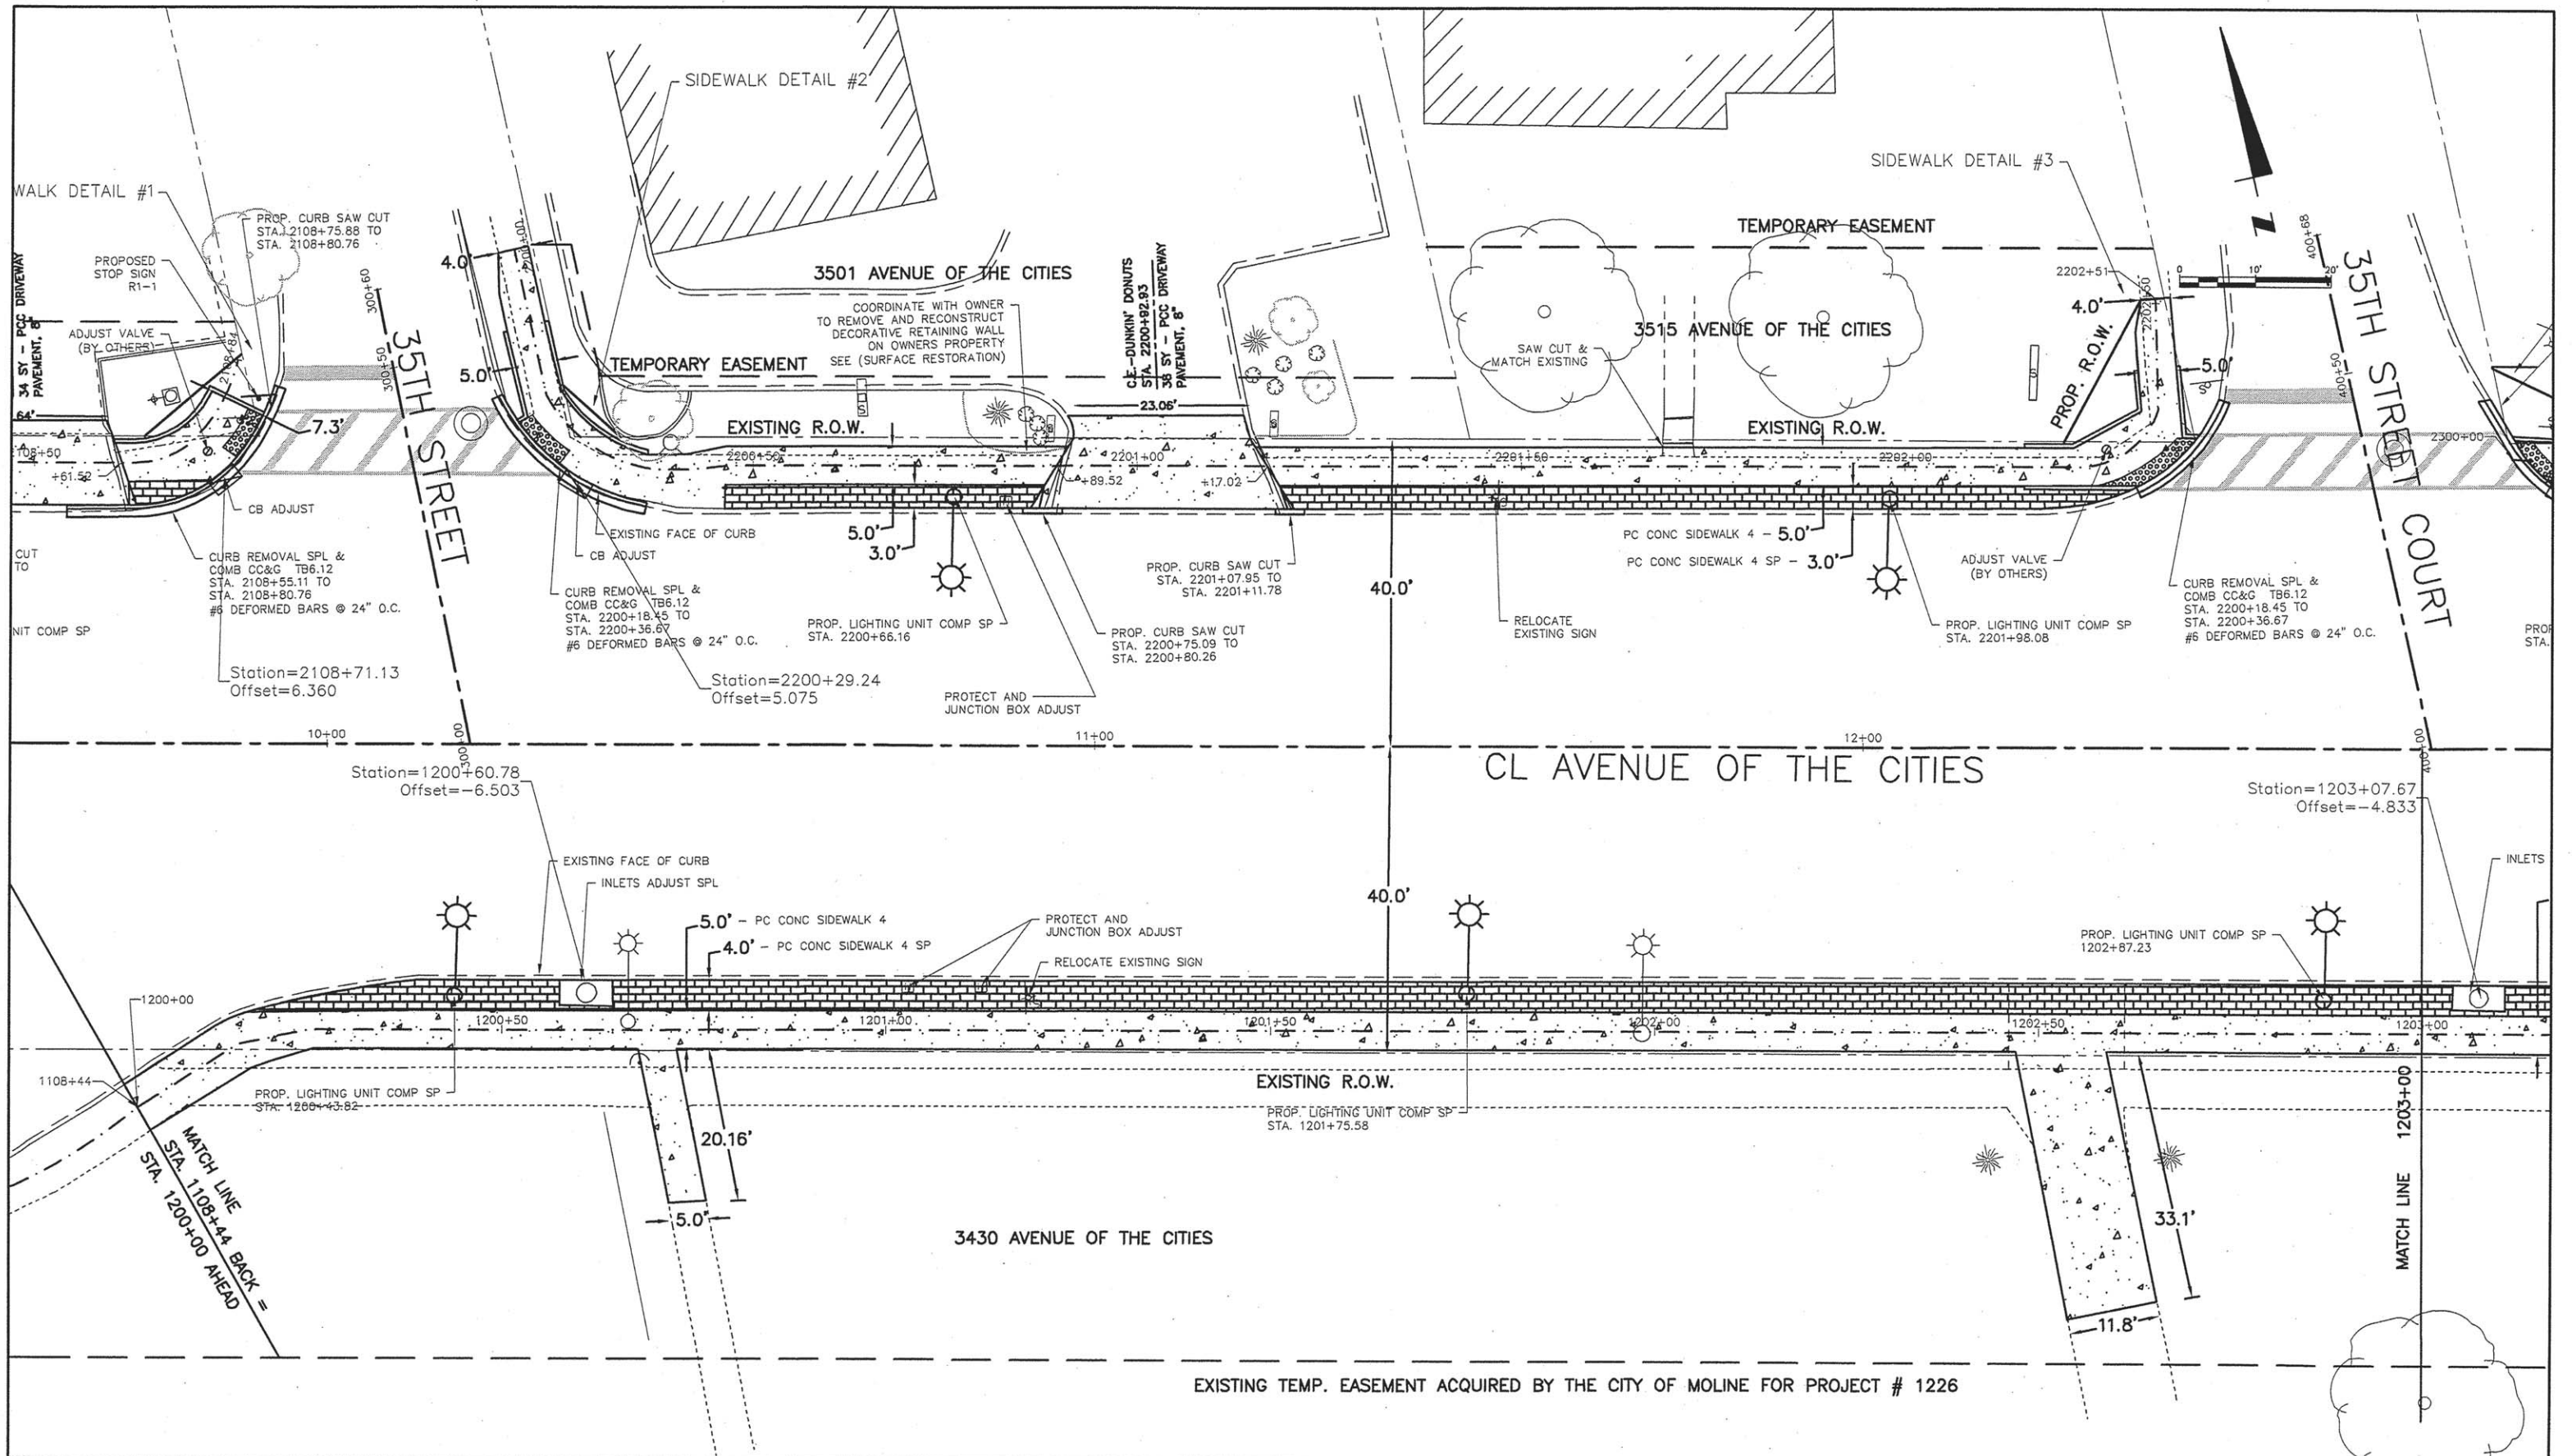 SIDEWALK DETAIL #2
SIDEWALK DETAIL #3
WALK DETAIL #1
PROP. CURB SAW CUT
STA. 2108+75.88 TO
STA. 2108+80.76
PROPOSED
STOP SIGN
R1-1
ADJUST VALVE
(BY OTHERS)
34 SY - PCC DRIVEWAY
PAVEMENT, 8"
64'
2108+84
300+60
300+50
300+00
35TH STREET
7.3'
108+50
+61.52
CB ADJUST
CUT
TO
CURB REMOVAL SPL &
COMB CC&G TB6.12
STA. 2108+55.11 TO
STA. 2108+80.76
#6 DEFORMED BARS @ 24" O.C.
NIT COMP SP
Station=2108+71.13
Offset=6.360
4.0'
2200+00
5.0'
3501 AVENUE OF THE CITIES
COORDINATE WITH OWNER
TO REMOVE AND RECONSTRUCT
DECORATIVE RETAINING WALL
ON OWNERS PROPERTY
SEE (SURFACE RESTORATION)
TEMPORARY EASEMENT
S
EXISTING R.O.W.
2200+50
5.0'
3.0'
EXISTING FACE OF CURB
CB ADJUST
CURB REMOVAL SPL &
COMB CC&G TB6.12
STA. 2200+18.45 TO
STA. 2200+36.67
#6 DEFORMED BARS @ 24" O.C.
Station=2200+29.24
Offset=5.075
PROP. LIGHTING UNIT COMP SP
STA. 2200+66.16
PROTECT AND
JUNCTION BOX ADJUST
C.E.-DUNKIN' DONUTS
STA. 2200+92.93
38 SY - PCC DRIVEWAY
PAVEMENT, 8"
23.06'
2201+00
+89.52
+17.02
S
S
PROP. CURB SAW CUT
STA. 2201+07.95 TO
STA. 2201+11.78
PROP. CURB SAW CUT
STA. 2200+75.09 TO
STA. 2200+80.26
TEMPORARY EASEMENT
3515 AVENUE OF THE CITIES
SAW CUT &
MATCH EXISTING
EXISTING R.O.W.
2201+50
2202+00
PC CONC SIDEWALK 4 - 5.0'
PC CONC SIDEWALK 4 SP - 3.0'
40.0'
RELOCATE
EXISTING SIGN
ADJUST VALVE
(BY OTHERS)
PROP. LIGHTING UNIT COMP SP
STA. 2201+98.08
S
2202+51
2202+50
4.0'
PROP. R.O.W.
5.0'
S
Z
0 10' 20'
400+68
400+50
35TH STREET COURT
2300+00
CURB REMOVAL SPL &
COMB CC&G TB6.12
STA. 2200+18.45 TO
STA. 2200+36.67
#6 DEFORMED BARS @ 24" O.C.
PROP
STA.
10+00
11+00
12+00
400+00
CL AVENUE OF THE CITIES
Station=1200+60.78
Offset=-6.503
Station=1203+07.67
Offset=-4.833
EXISTING FACE OF CURB
INLETS ADJUST SPL
INLETS
5.0' - PC CONC SIDEWALK 4
4.0' - PC CONC SIDEWALK 4 SP
PROTECT AND
JUNCTION BOX ADJUST
RELOCATE EXISTING SIGN
40.0'
PROP. LIGHTING UNIT COMP SP
1202+87.23
1200+00
1200+50
1201+00
1201+50
1202+00
1202+50
1203+00
1108+44
PROP. LIGHTING UNIT COMP SP
STA. 1200+43.82
EXISTING R.O.W.
PROP. LIGHTING UNIT COMP SP
STA. 1201+75.58
20.16'
5.0'
MATCH LINE
STA. 1108+44 BACK =
STA. 1200+00 AHEAD
3430 AVENUE OF THE CITIES
33.1'
11.8'
MATCH LINE 1203+00
EXISTING TEMP. EASEMENT ACQUIRED BY THE CITY OF MOLINE FOR PROJECT # 1226